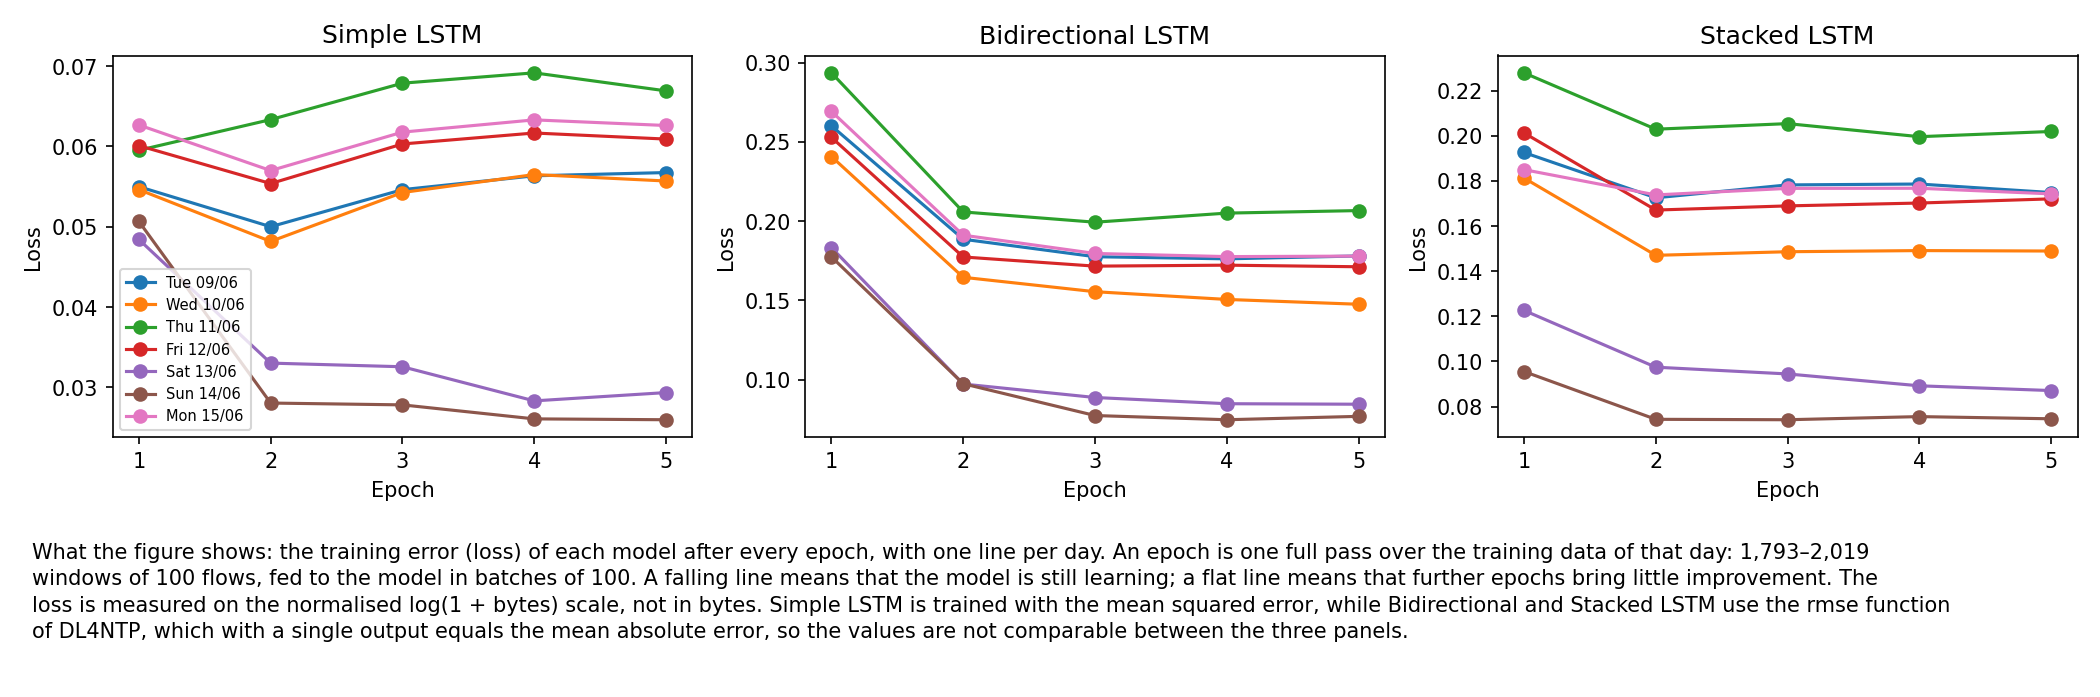 Simple LSTM
Bidirectional LSTM
Stacked LSTM
Loss
0.07
0.06
0.05
0.04
0.03
Tue 09/06
Wed 10/06
Thu 11/06
Fri 12/06
Sat 13/06
Sun 14/06
Mon 15/06
1 2 3 4 5
Epoch
Loss
0.30
0.25
0.20
0.15
0.10
1 2 3 4 5
Epoch
Loss
0.22
0.20
0.18
0.16
0.14
0.12
0.10
0.08
1 2 3 4 5
Epoch
What the figure shows: the training error (loss) of each model after every epoch, with one line per day. An epoch is one full pass over the training data of that day: 1,793–2,019
windows of 100 flows, fed to the model in batches of 100. A falling line means that the model is still learning; a flat line means that further epochs bring little improvement. The
loss is measured on the normalised log(1 + bytes) scale, not in bytes. Simple LSTM is trained with the mean squared error, while Bidirectional and Stacked LSTM use the rmse function
of DL4NTP, which with a single output equals the mean absolute error, so the values are not comparable between the three panels.